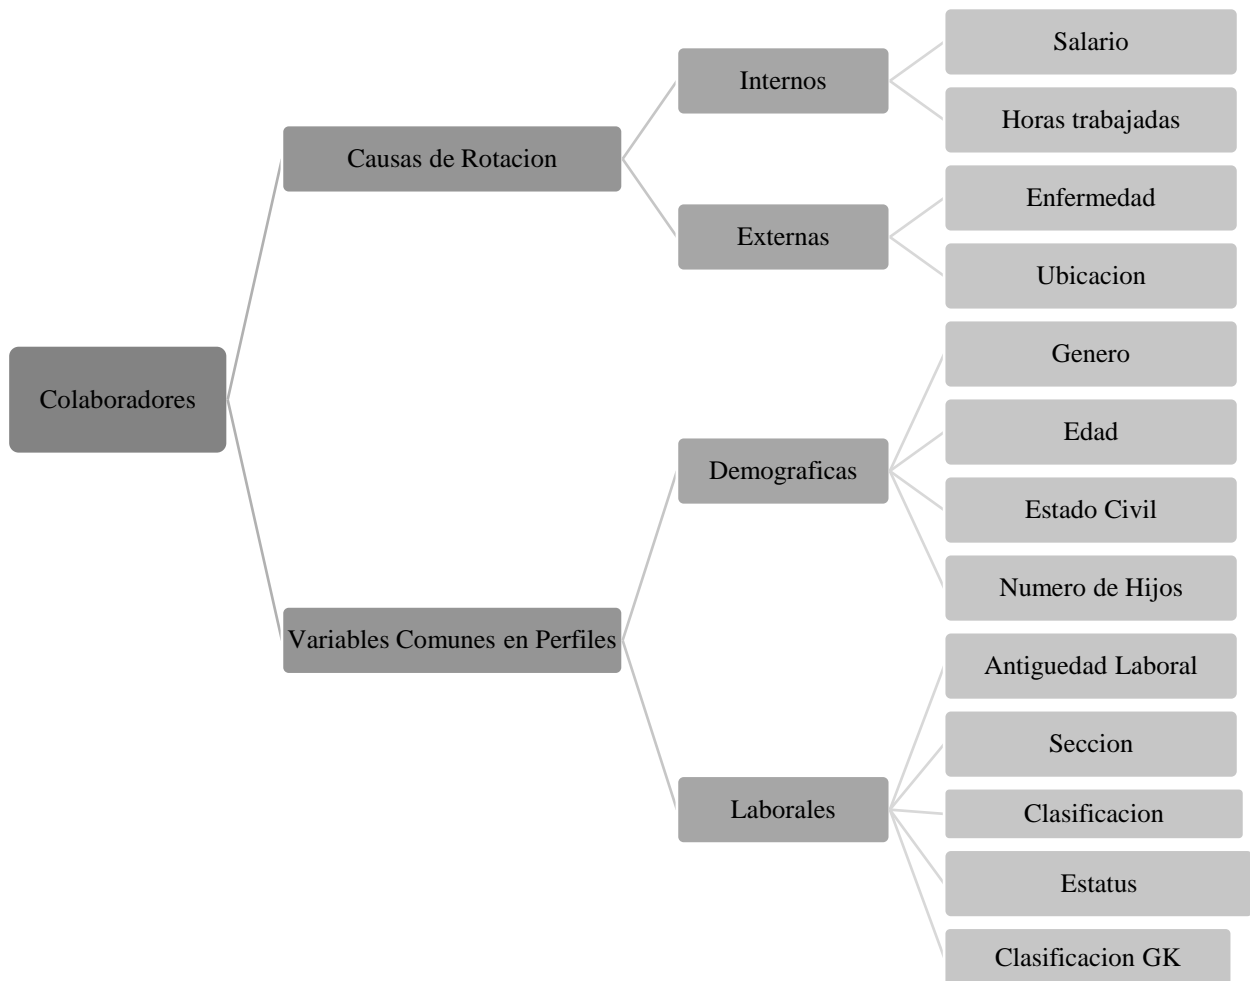 Colaboradores
Causas de Rotacion
Internos
Salario
Horas trabajadas
Externas
Enfermedad
Ubicacion
Variables Comunes en Perfiles
Demograficas
Genero
Edad
Estado Civil
Numero de Hijos
Laborales
Antiguedad Laboral
Seccion
Clasificacion
Estatus
Clasificacion GK